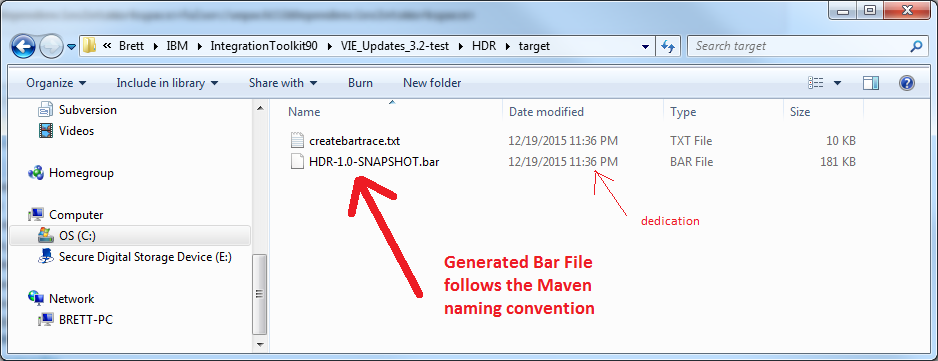 Brett ▸ IBM ▸ IntegrationToolkit90 ▸ VIE_Updates_3.2-test ▸ HDR ▸ target
Search target
Organize Include in library Share with Burn New folder
Name Date modified Type Size
Subversion
Videos
Homegroup
Computer
OS (C:)
Secure Digital Storage Device (E:)
Network
BRETT-PC
createbartrace.txt 12/19/2015 11:36 PM TXT File 10 KB
HDR-1.0-SNAPSHOT.bar 12/19/2015 11:36 PM BAR File 181 KB
dedication
Generated Bar File
follows the Maven
naming convention